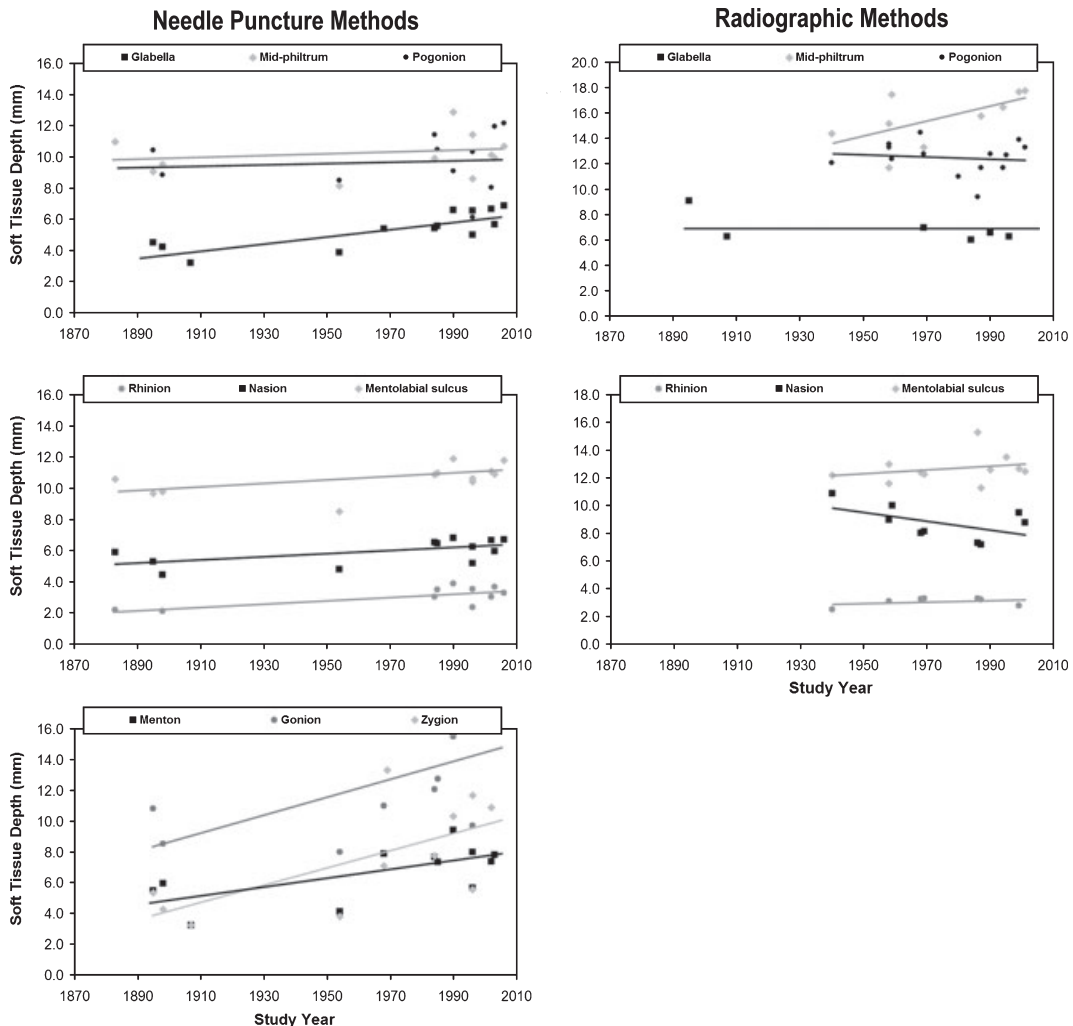 Needle Puncture Methods
Radiographic Methods
Glabella Mid-philtrum Pogonion
Soft Tissue Depth (mm)
16.0
14.0
12.0
10.0
8.0
6.0
4.0
2.0
0.0
1870 1890 1910 1930 1950 1970 1990 2010
Glabella Mid-philtrum Pogonion
20.0
18.0
16.0
14.0
12.0
10.0
8.0
6.0
4.0
2.0
0.0
1870 1890 1910 1930 1950 1970 1990 2010
Rhinion Nasion Mentolabial sulcus
Soft Tissue Depth (mm)
16.0
14.0
12.0
10.0
8.0
6.0
4.0
2.0
0.0
1870 1890 1910 1930 1950 1970 1990 2010
Rhinion Nasion Mentolabial sulcus
18.0
16.0
14.0
12.0
10.0
8.0
6.0
4.0
2.0
0.0
1870 1890 1910 1930 1950 1970 1990 2010
Study Year
Menton Gonion Zygion
Soft Tissue Depth (mm)
16.0
14.0
12.0
10.0
8.0
6.0
4.0
2.0
0.0
1870 1890 1910 1930 1950 1970 1990 2010
Study Year